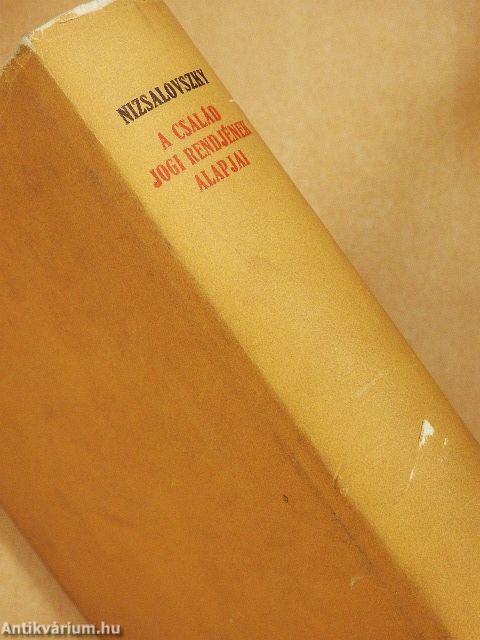 NIZSALOVSZKY
A CSALÁD
JOGI RENDJÉNEK
ALAPJAI
Antikvárium.hu